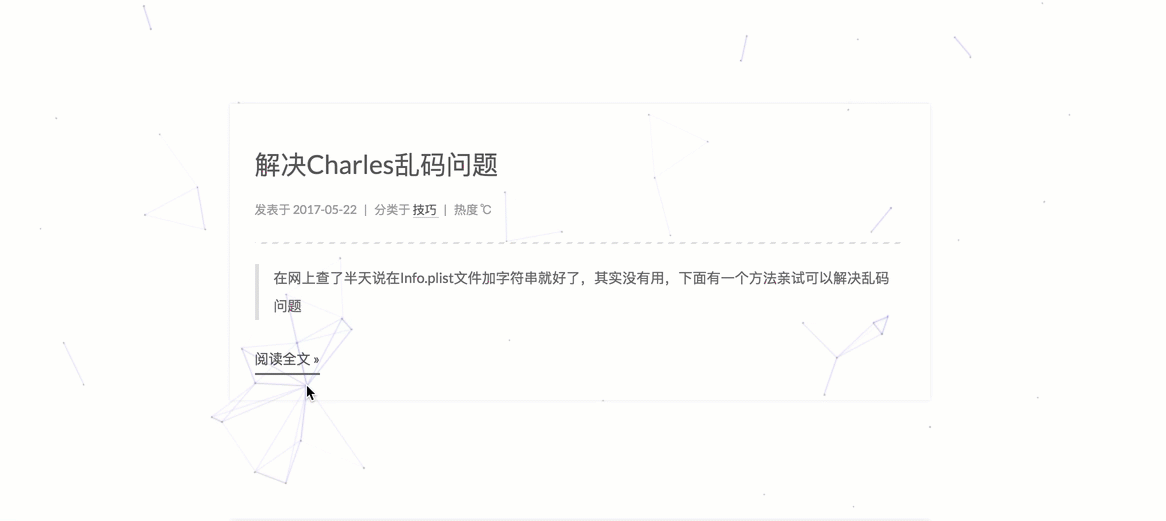 解决Charles乱码问题
发表于 2017-05-22 | 分类于 技巧 | 热度 ℃
在网上查了半天说在Info.plist文件加字符串就好了，其实没有用，下面有一个方法亲试可以解决乱码
问题
阅读全文 »